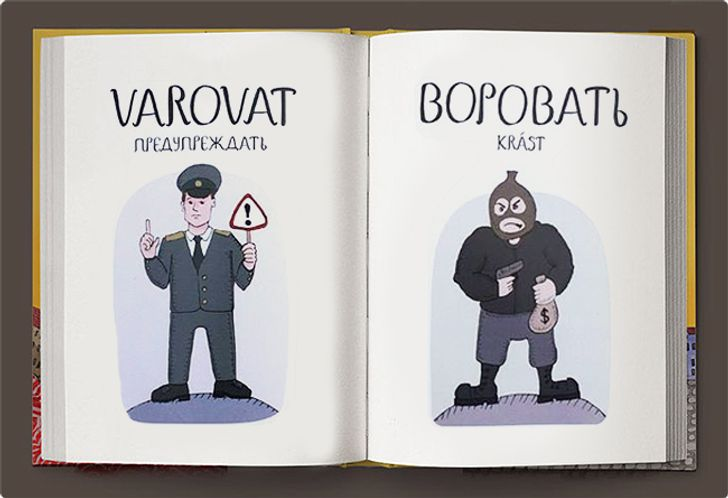 VAROVAT
ПРЕДУПРЕЖДАТЬ
!
ВОРОВАТЬ
KRÁST
$